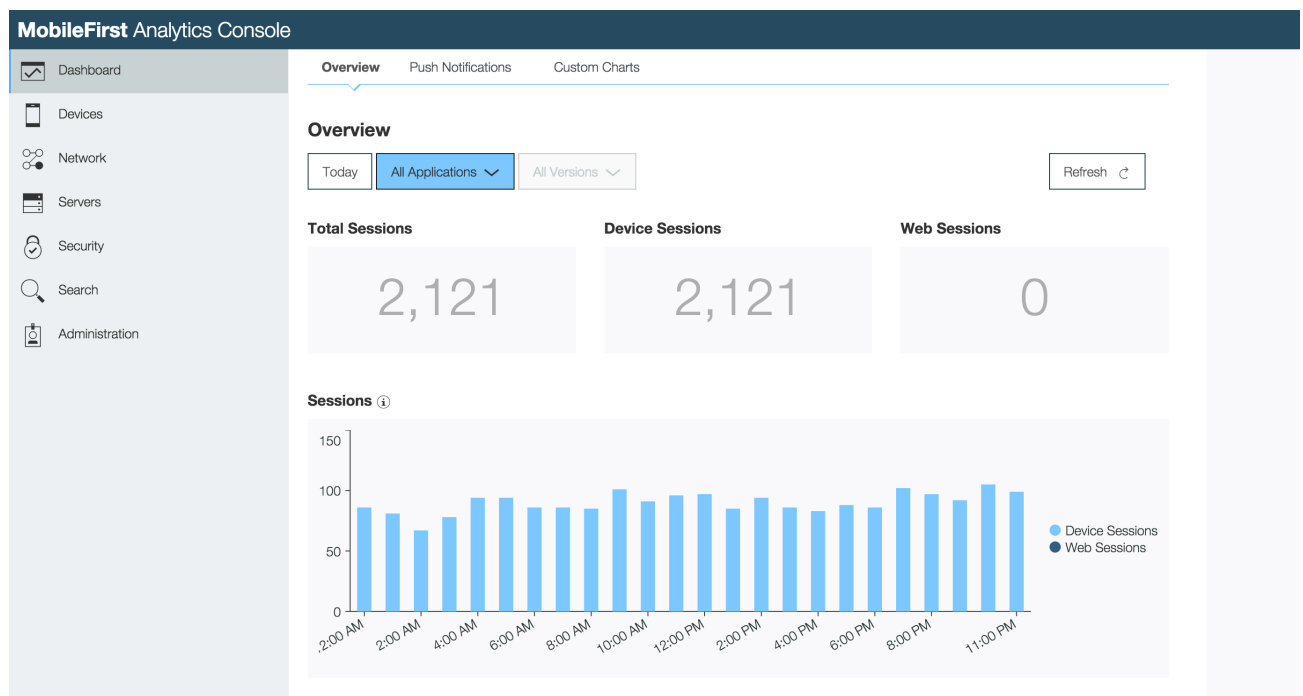 MobileFirst Analytics Console
Dashboard
Devices
Network
Servers
Security
Search
Administration
Overview Push Notifications Custom Charts
Overview
Today All Applications All Versions Refresh
Total Sessions Device Sessions Web Sessions
2,121 2,121 0
Sessions
150
100
50
0
Device Sessions
Web Sessions
2:00 AM 2:00 AM 4:00 AM 6:00 AM 8:00 AM 10:00 AM 12:00 PM 2:00 PM 4:00 PM 6:00 PM 8:00 PM 11:00 PM